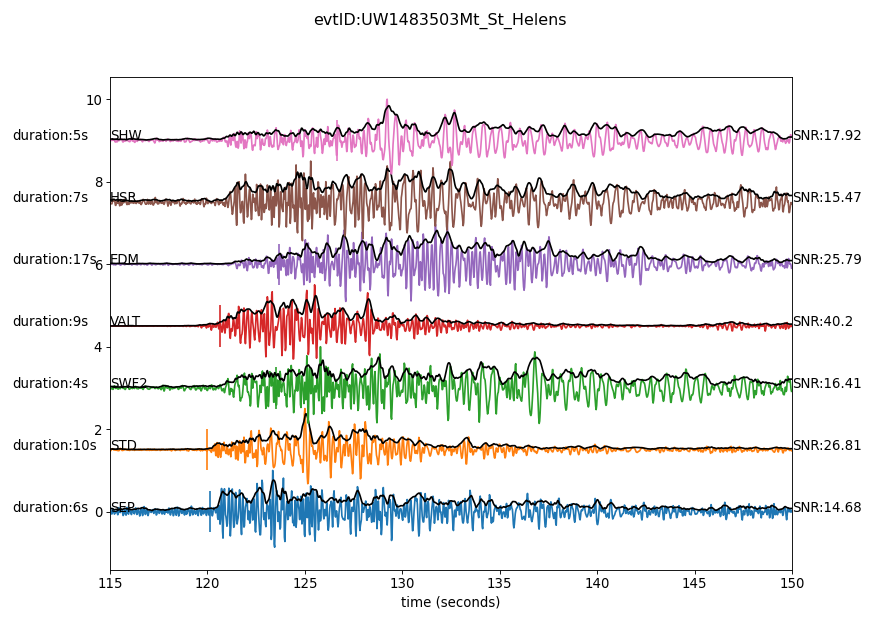 evtID:UW1483503Mt_St_Helens
10
duration:5s SHW SNR:17.92
8
duration:7s HSR SNR:15.47
duration:17s EDM SNR:25.79
6
duration:9s VALT SNR:40.2
4
duration:4s SWF2 SNR:16.41
2
duration:10s STD SNR:26.81
duration:6s SEP SNR:14.68
0
115 120 125 130 135 140 145 150
time (seconds)